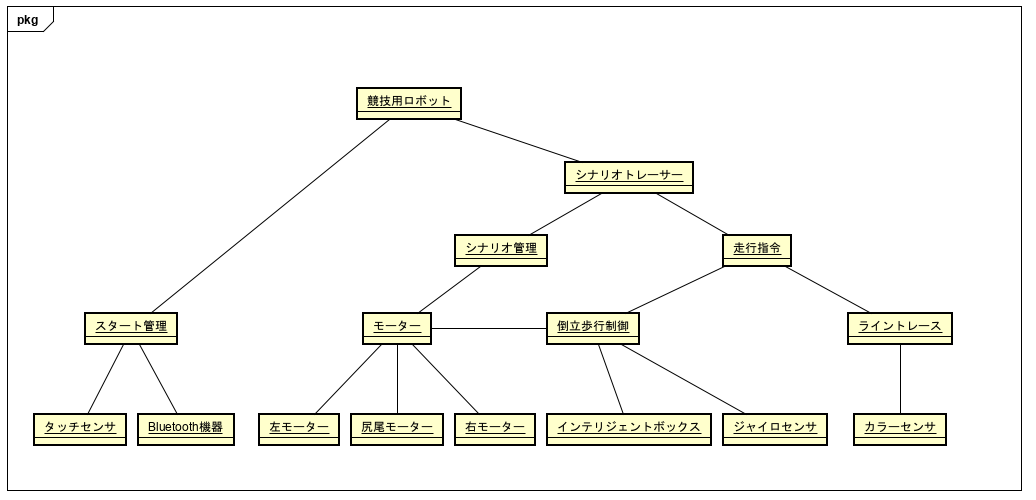 pkg
競技用ロボット
シナリオトレーサー
シナリオ管理
走行指令
スタート管理
モーター
倒立歩行制御
ライントレース
タッチセンサ
Bluetooth機器
左モーター
尻尾モーター
右モーター
インテリジェントボックス
ジャイロセンサ
カラーセンサ